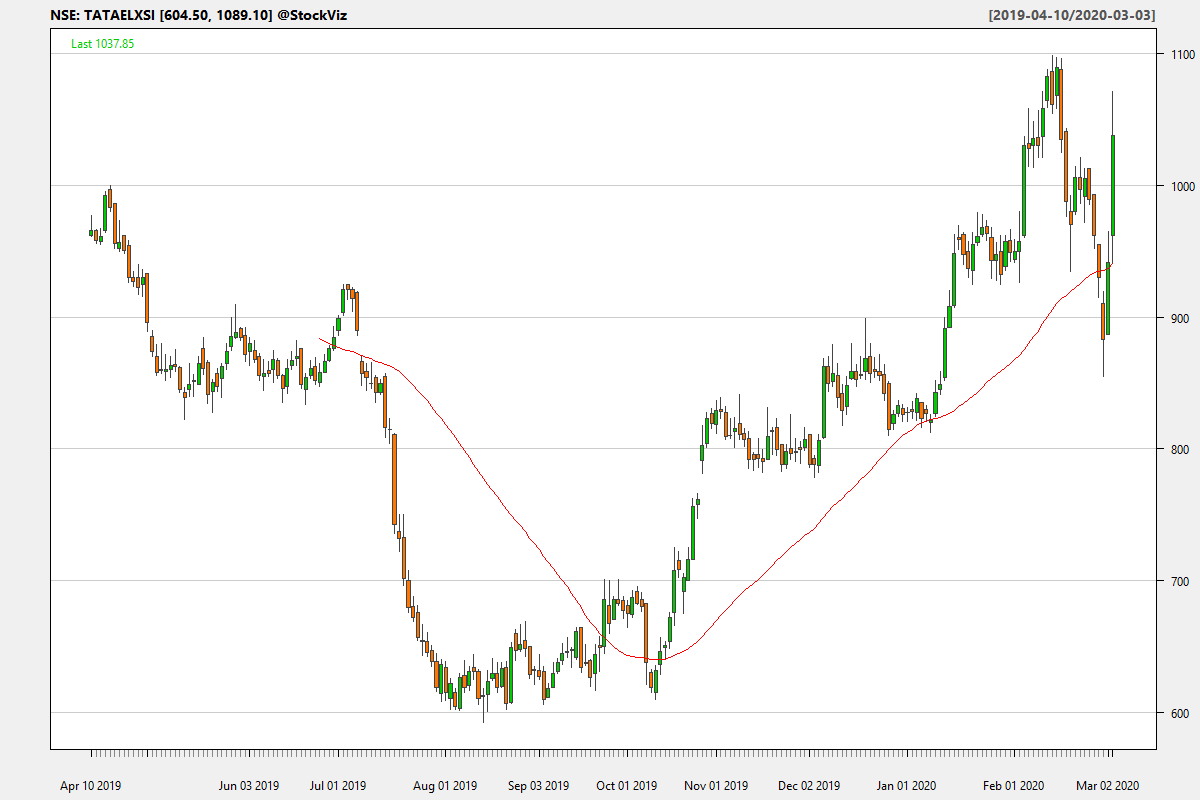 NSE: TATAELXSI [604.50, 1089.10] @StockViz [2019-04-10/2020-03-03]
Last 1037.85
1100
1000
900
800
700
600
Apr 10 2019 Jun 03 2019 Jul 01 2019 Aug 01 2019 Sep 03 2019 Oct 01 2019 Nov 01 2019 Dec 02 2019 Jan 01 2020 Feb 01 2020 Mar 02 2020